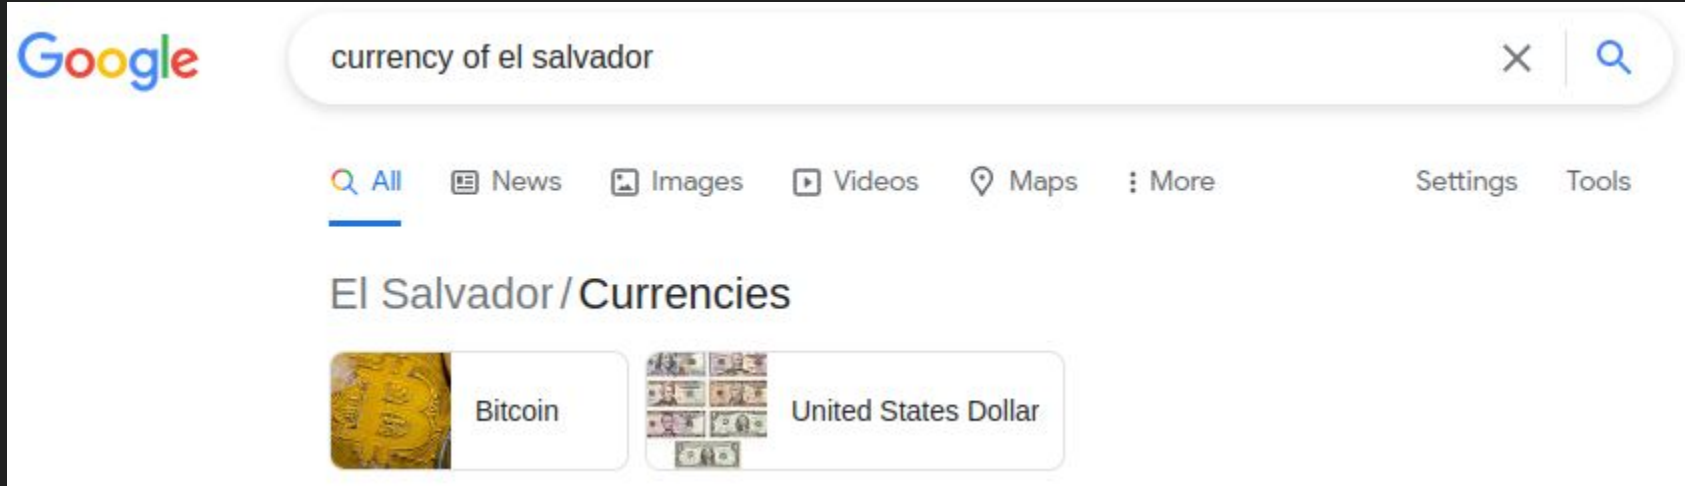 Google
currency of el salvador
All News Images Videos Maps More Settings Tools
El Salvador / Currencies
Bitcoin United States Dollar